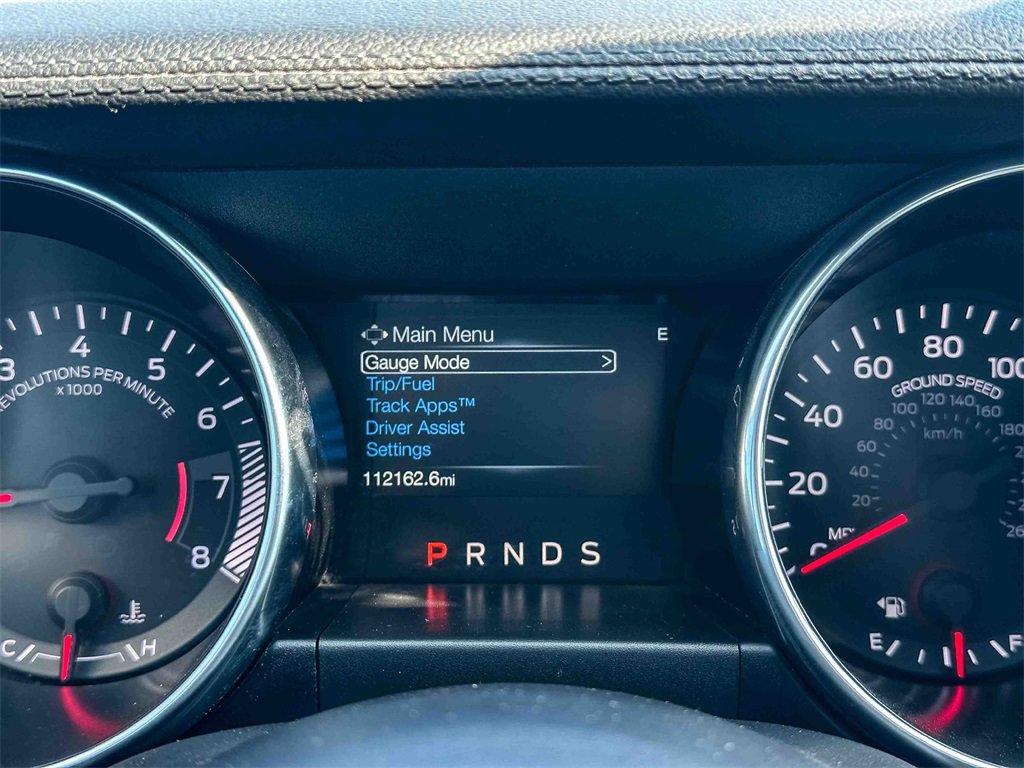 Main Menu E
Gauge Mode >
Trip/Fuel
Track Apps™
Driver Assist
Settings
112162.6mi
P R N D S
3 4 5 6 7 8
REVOLUTIONS PER MINUTE
x 1000
C H
20 40 60 80 100
GROUND SPEED
20 40 60 80 100 120 140 160 180
km/h
E F